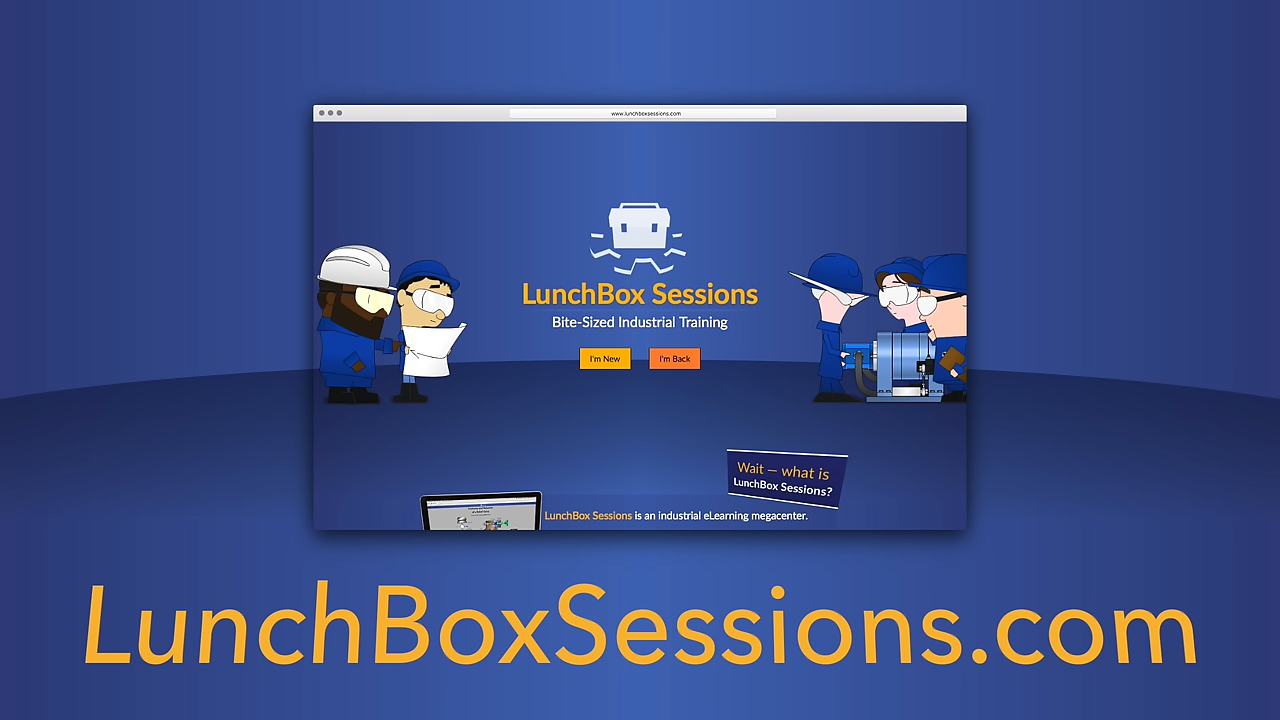 www.lunchboxsessions.com
LunchBox Sessions
Bite-Sized Industrial Training
I'm New
I'm Back
Wait — what is
LunchBox Sessions?
LunchBox Sessions is an industrial eLearning megacenter.
LunchBoxSessions.com